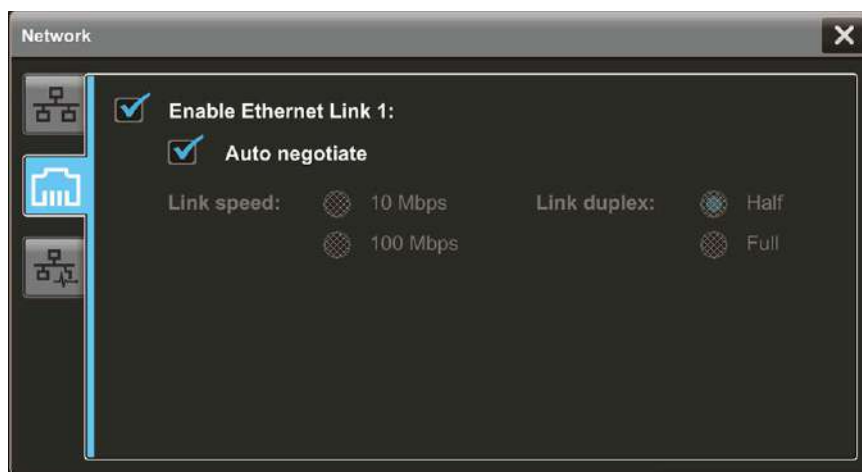 Network
Enable Ethernet Link 1:
Auto negotiate
Link speed: 10 Mbps Link duplex: Half
100 Mbps Full